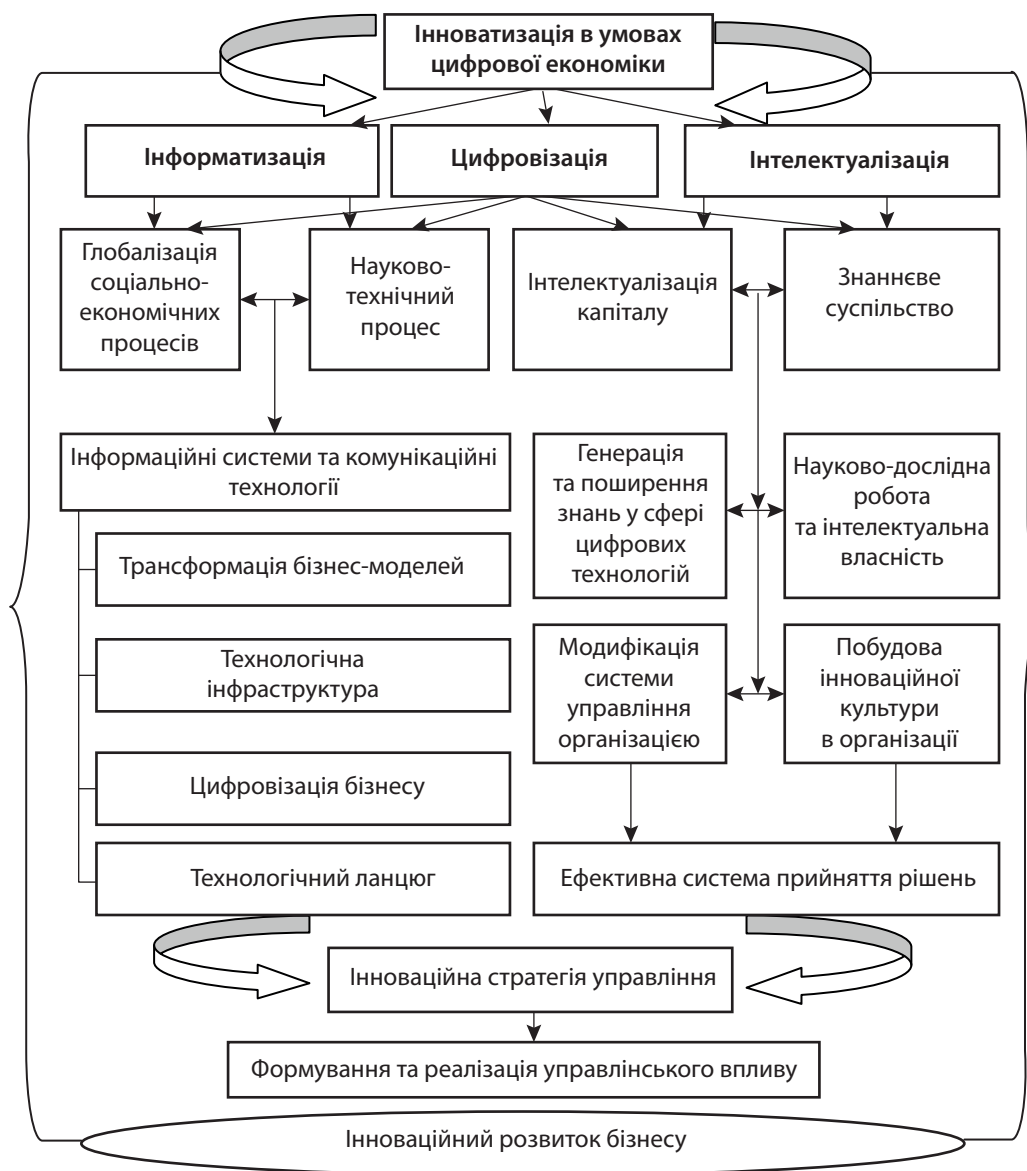 Інноватизація в умовах
цифрової економіки
Інформатизація
Цифровізація
Інтелектуалізація
Глобалізація
соціально-
економічних
процесів
Науково-
технічний
процес
Інтелектуалізація
капіталу
Знаннєве
суспільство
Інформаційні системи та комунікаційні
технології
Трансформація бізнес-моделей
Технологічна
інфраструктура
Цифровізація бізнесу
Технологічний ланцюг
Генерація
та поширення
знань у сфері
цифрових
технологій
Науково-дослідна
робота
та інтелектуальна
власність
Модифікація
системи
управління
організацією
Побудова
інноваційної
культури
в організації
Ефективна система прийняття рішень
Інноваційна стратегія управління
Формування та реалізація управлінського впливу
Інноваційний розвиток бізнесу